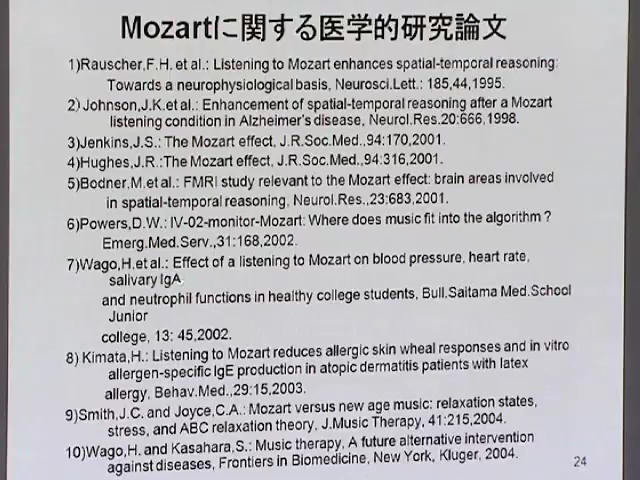 Mozartに関する医学的研究論文
1)Rauscher,F.H. et al.: Listening to Mozart enhances spatial-temporal reasoning:
Towards a neurophysiological basis, Neurosci.Lett.: 185,44,1995.
2) Johnson,J.K.et al.: Enhancement of spatial-temporal reasoning after a Mozart
listening condition in Alzheimer's disease, Neurol.Res.20:666,1998.
3)Jenkins,J.S.: The Mozart effect, J.R.Soc.Med.,94:170,2001.
4)Hughes,J.R.:The Mozart effect, J.R.Soc.Med.,94:316,2001.
5)Bodner,M.et al.: FMRI study relevant to the Mozart effect: brain areas involved
in spatial-temporal reasoning, Neurol.Res.,23:683,2001.
6)Powers,D.W.: IV-02-monitor-Mozart: Where does music fit into the algorithm ?
Emerg.Med.Serv.,31:168,2002.
7)Wago,H.et al.: Effect of a listening to Mozart on blood pressure, heart rate,
salivary IgA
and neutrophil functions in healthy college students, Bull.Saitama Med.School
Junior
college, 13: 45,2002.
8) Kimata,H.: Listening to Mozart reduces allergic skin wheal responses and in vitro
allergen-specific IgE production in atopic dermatitis patients with latex
allergy, Behav.Med.,29:15,2003.
9)Smith,J.C. and Joyce,C.A.: Mozart versus new age music: relaxation states,
stress, and ABC relaxation theory, J.Music Therapy, 41:215,2004.
10)Wago,H. and Kasahara,S.: Music therapy, A future alternative intervention
against diseases, Frontiers in Biomedicine, New York, Kluger, 2004.
24